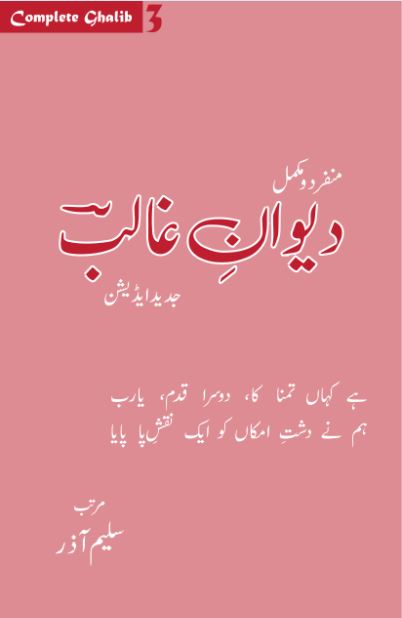 Complete Ghalib 3
منفرد و مکمل
دیوانِ غالبؔ
جدید ایڈیشن
ہے کہاں تمنا کا، دوسرا قدم، یارب
ہم نے دشتِ امکاں کو ایک نقشِ پا پایا
مرتب
سلیم آذر